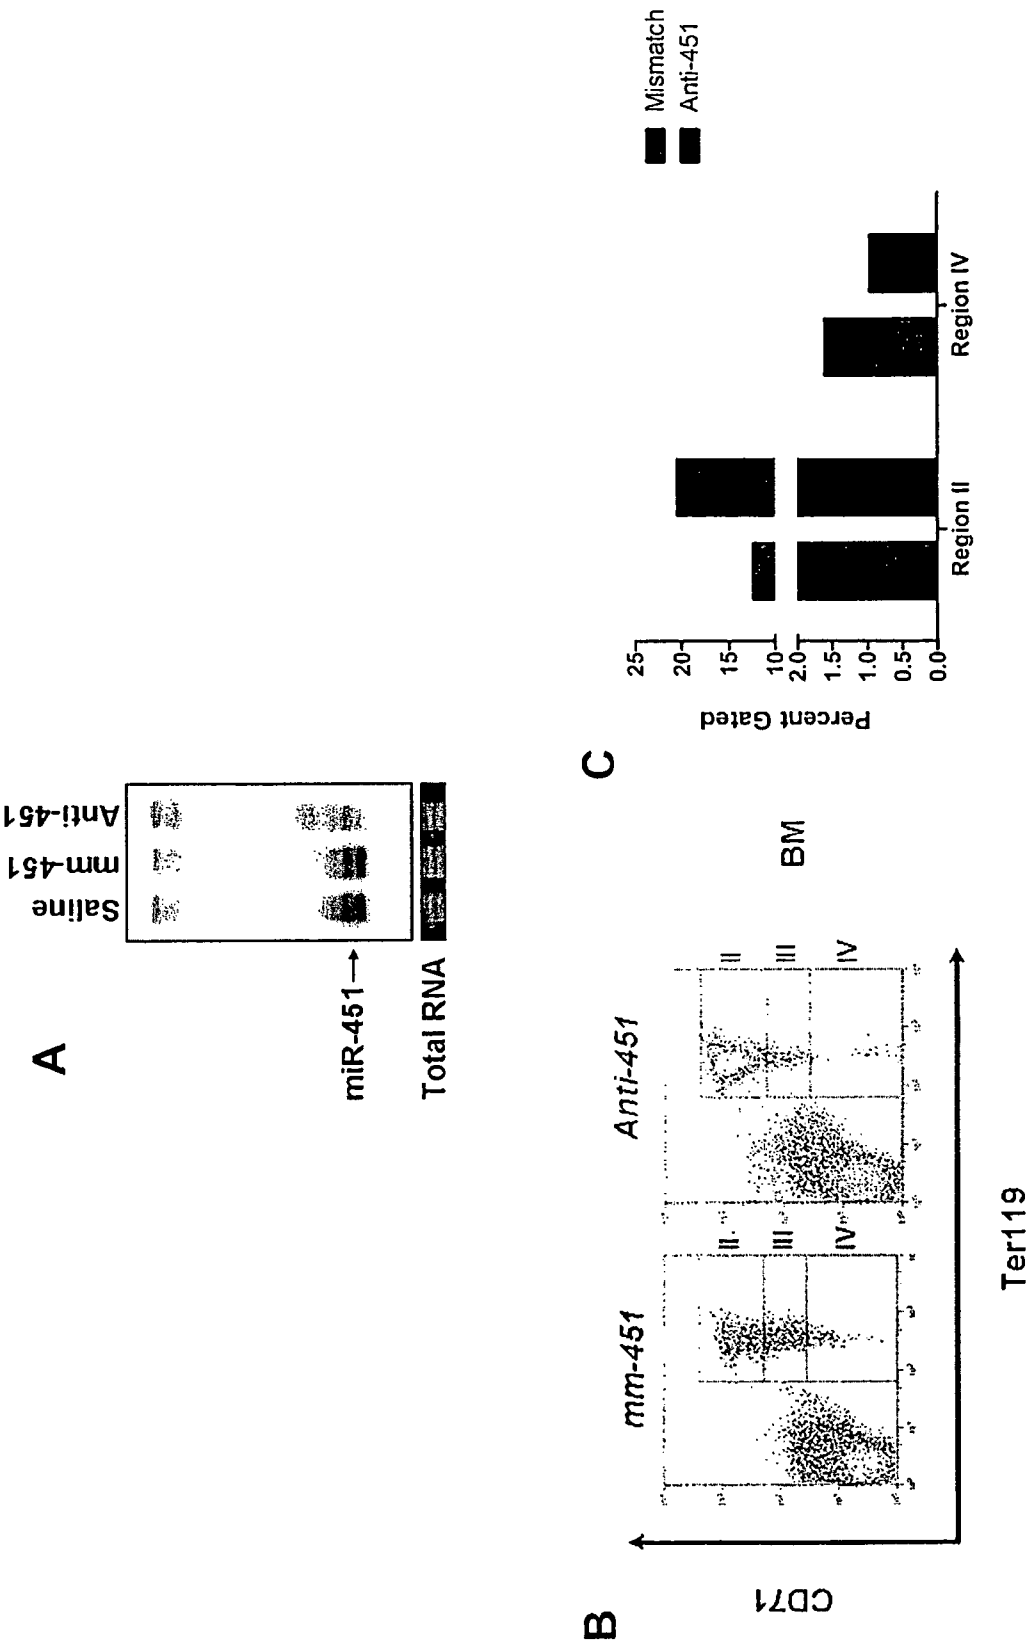 A
Saline
mm-451
Anti-451
miR-451
Total RNA
B
mm-451
Anti-451
II
III
IV
II
III
IV
BM
CD71
Ter119
C
Mismatch
Anti-451
Percent Gated
25
20
15
10
2.0
1.5
1.0
0.5
0.0
Region II
Region IV